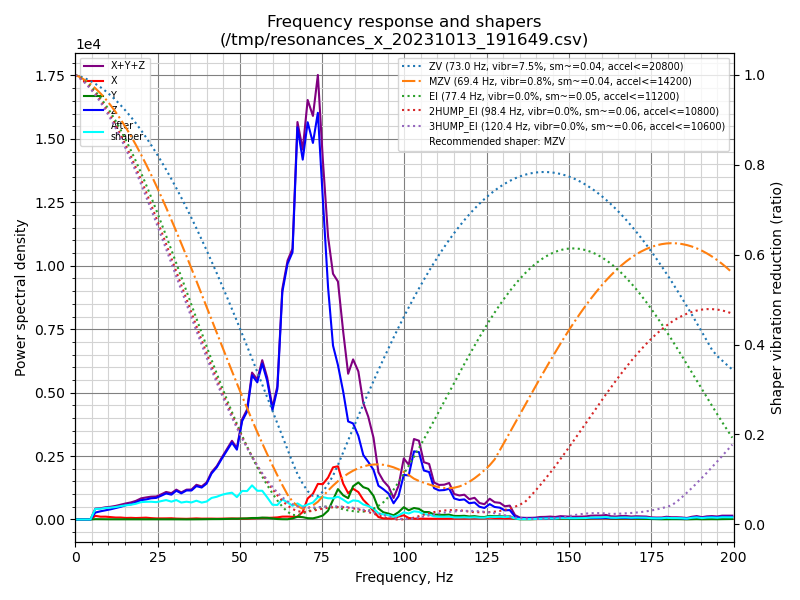 Frequency response and shapers
(/tmp/resonances_x_20231013_191649.csv)
1e4
X+Y+Z
X
Y
Z
After
shaper
ZV (73.0 Hz, vibr=7.5%, sm~=0.04, accel<=20800)
MZV (69.4 Hz, vibr=0.8%, sm~=0.04, accel<=14200)
EI (77.4 Hz, vibr=0.0%, sm~=0.05, accel<=11200)
2HUMP_EI (98.4 Hz, vibr=0.0%, sm~=0.06, accel<=10800)
3HUMP_EI (120.4 Hz, vibr=0.0%, sm~=0.06, accel<=10600)
Recommended shaper: MZV
1.75
1.50
1.25
1.00
0.75
0.50
0.25
0.00
Power spectral density
1.0
0.8
0.6
0.4
0.2
0.0
Shaper vibration reduction (ratio)
0 25 50 75 100 125 150 175 200
Frequency, Hz